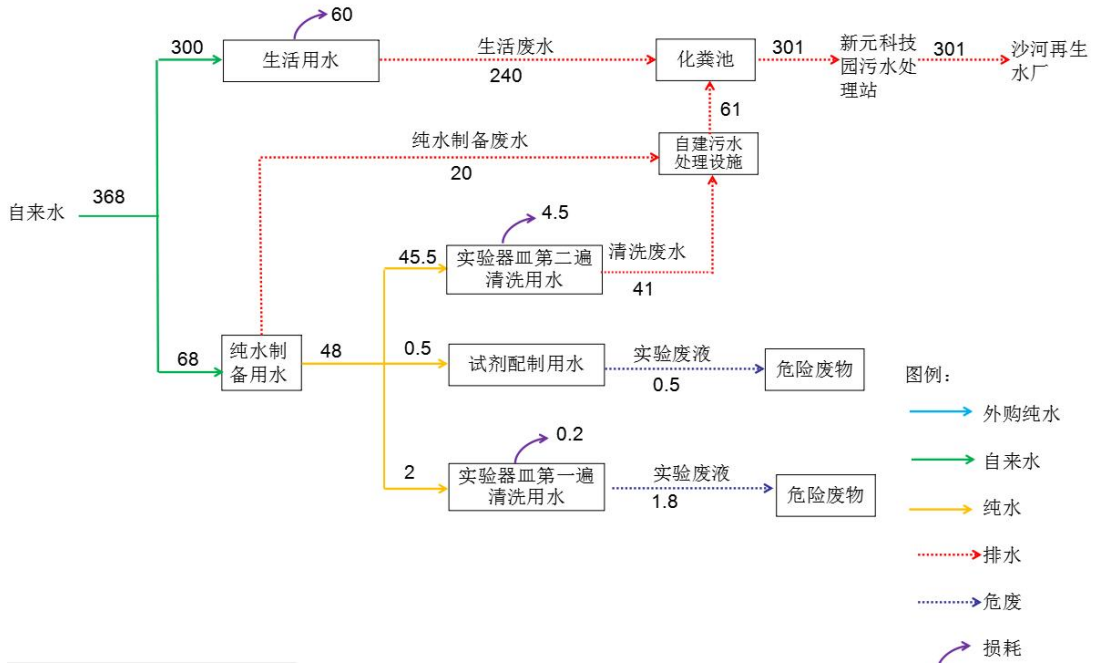 60
300
生活用水
生活废水
240
化粪池
301
新元科技
园污水处
理站
301
沙河再生
水厂
61
纯水制备废水
20
自建污水
处理设施
自来水
368
4.5
45.5
实验器皿第二遍
清洗用水
清洗废水
41
68
纯水制
备用水
48
0.5
试剂配制用水
实验废液
0.5
危险废物
0.2
2
实验器皿第一遍
清洗用水
实验废液
1.8
危险废物
图例：
外购纯水
自来水
纯水
排水
危废
损耗